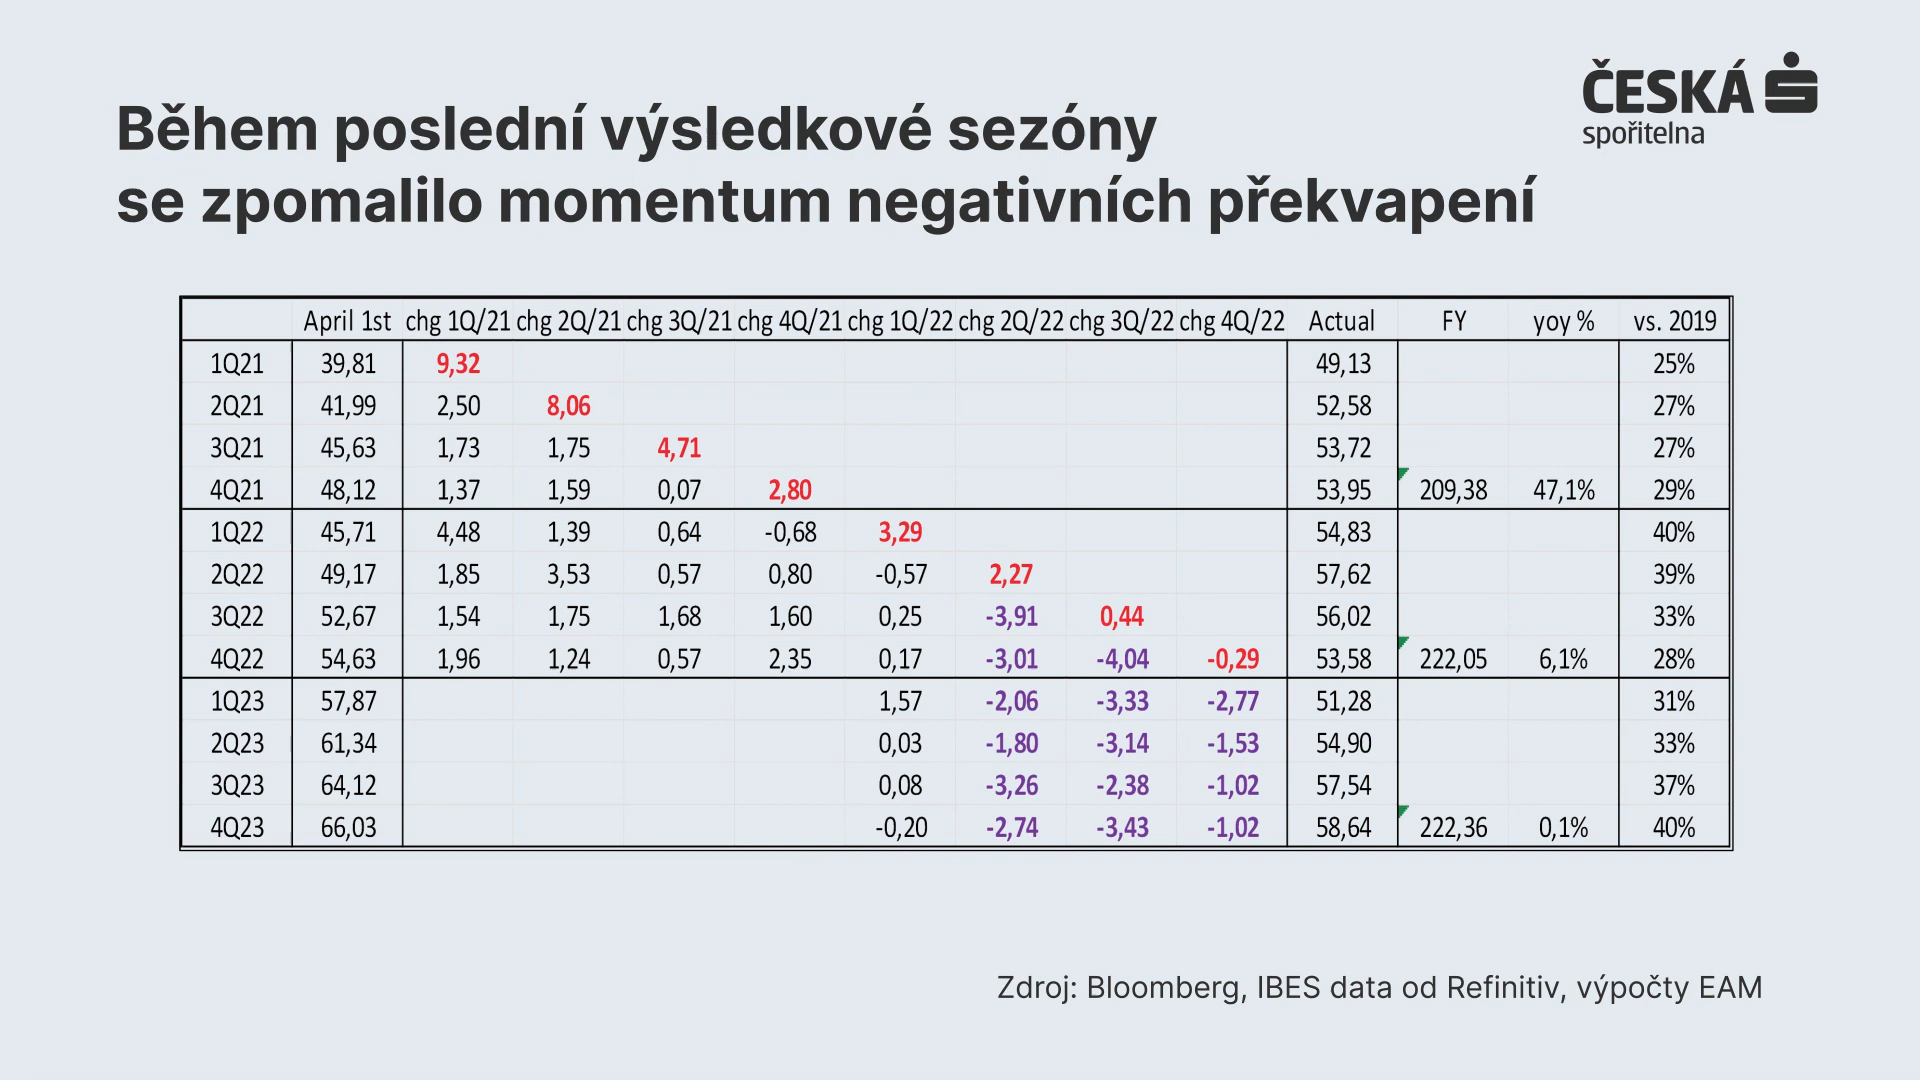 ČESKÁ
spořitelna
Během poslední výsledkové sezóny
se zpomalilo momentum negativních překvapení
April 1st chg 1Q/21 chg 2Q/21 chg 3Q/21 chg 4Q/21 chg 1Q/22 chg 2Q/22 chg 3Q/22 chg 4Q/22 Actual FY yoy % vs. 2019
1Q21 39,81 9,32 49,13 25%
2Q21 41,99 2,50 8,06 52,58 27%
3Q21 45,63 1,73 1,75 4,71 53,72 27%
4Q21 48,12 1,37 1,59 0,07 2,80 53,95 209,38 47,1% 29%
1Q22 45,71 4,48 1,39 0,64 -0,68 3,29 54,83 40%
2Q22 49,17 1,85 3,53 0,57 0,80 -0,57 2,27 57,62 39%
3Q22 52,67 1,54 1,75 1,68 1,60 0,25 -3,91 0,44 56,02 33%
4Q22 54,63 1,96 1,24 0,57 2,35 0,17 -3,01 -4,04 -0,29 53,58 222,05 6,1% 28%
1Q23 57,87 1,57 -2,06 -3,33 -2,77 51,28 31%
2Q23 61,34 0,03 -1,80 -3,14 -1,53 54,90 33%
3Q23 64,12 0,08 -3,26 -2,38 -1,02 57,54 37%
4Q23 66,03 -0,20 -2,74 -3,43 -1,02 58,64 222,36 0,1% 40%
Zdroj: Bloomberg, IBES data od Refinitiv, výpočty EAM